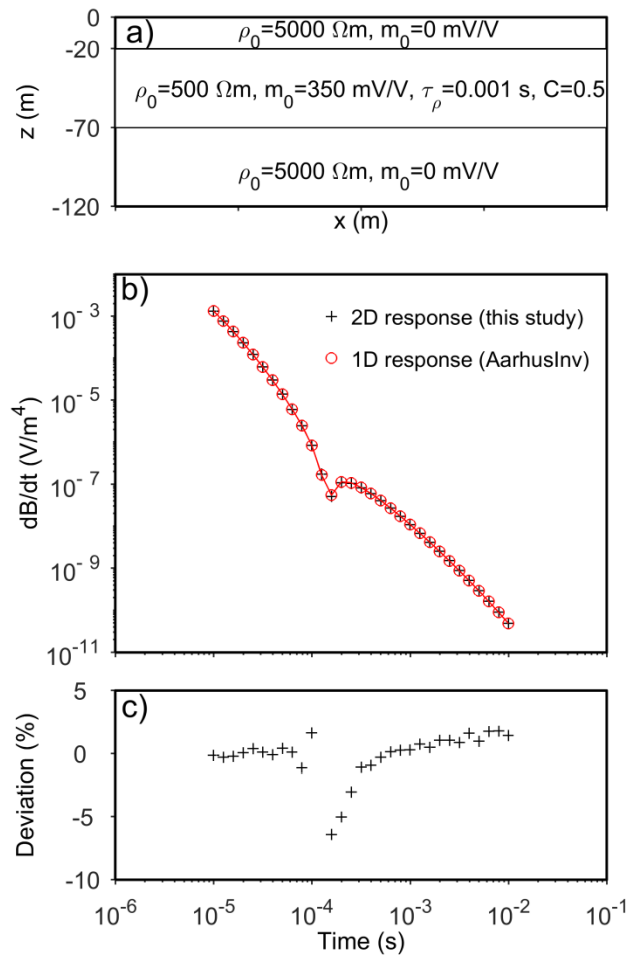 a)
0
-20
-70
-120
z (m)
ρ0=5000 Ωm, m0=0 mV/V
ρ0=500 Ωm, m0=350 mV/V, τρ=0.001 s, C=0.5
ρ0=5000 Ωm, m0=0 mV/V
x (m)
b)
10-3
10-5
10-7
10-9
10-11
dB/dt (V/m4)
2D response (this study)
1D response (AarhusInv)
c)
5
0
-5
-10
Deviation (%)
10-6 10-5 10-4 10-3 10-2 10-1
Time (s)